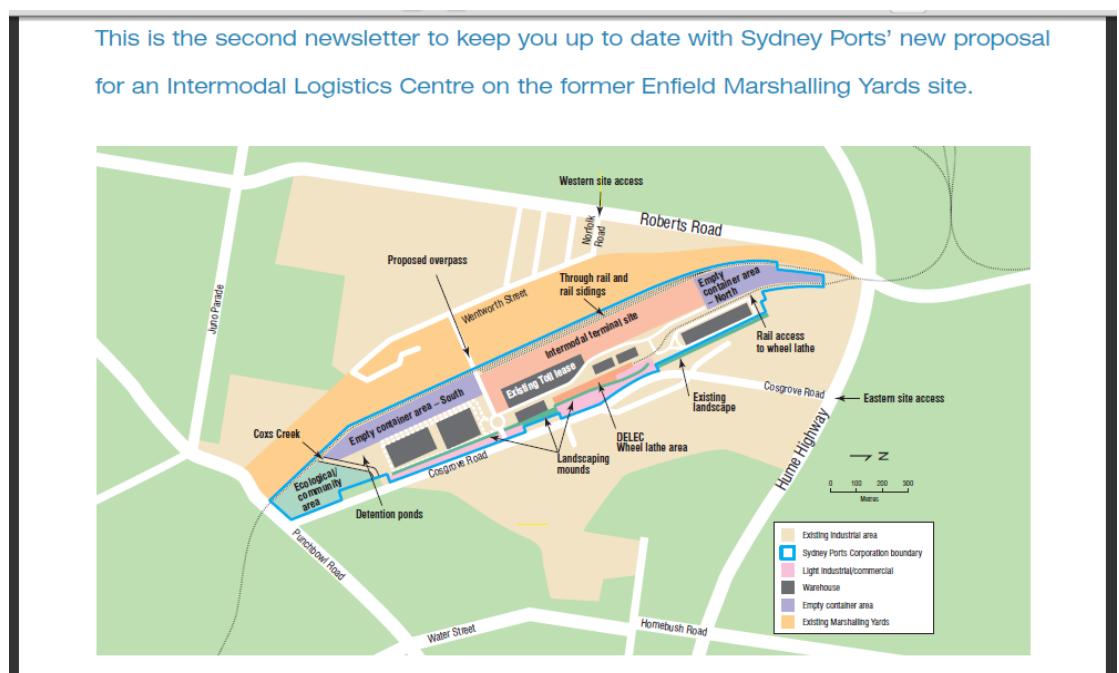 This is the second newsletter to keep you up to date with Sydney Ports' new proposal
for an Intermodal Logistics Centre on the former Enfield Marshalling Yards site.
Western site access
Norfolk
Road
Roberts Road
Proposed overpass
Through rail and
rail sidings
Empty
container area
– North
Juno Parade
Wentworth Street
Intermodal terminal site
Rail access
to wheel lathe
Existing Toll lease
Empty container area – South
Existing
landscape
Cosgrove Road
Eastern site access
Coxs Creek
DELEC
Wheel lathe area
Landscaping
mounds
Cosgrove Road
Hume Highway
N
Ecological/
community
area
Detention ponds
0 100 200 300
Metres
Punchbowl Road
Existing Industrial area
Sydney Ports Corporation boundary
Light Industrial/commercial
Warehouse
Empty container area
Existing Marshalling Yards
Water Street
Homebush Road